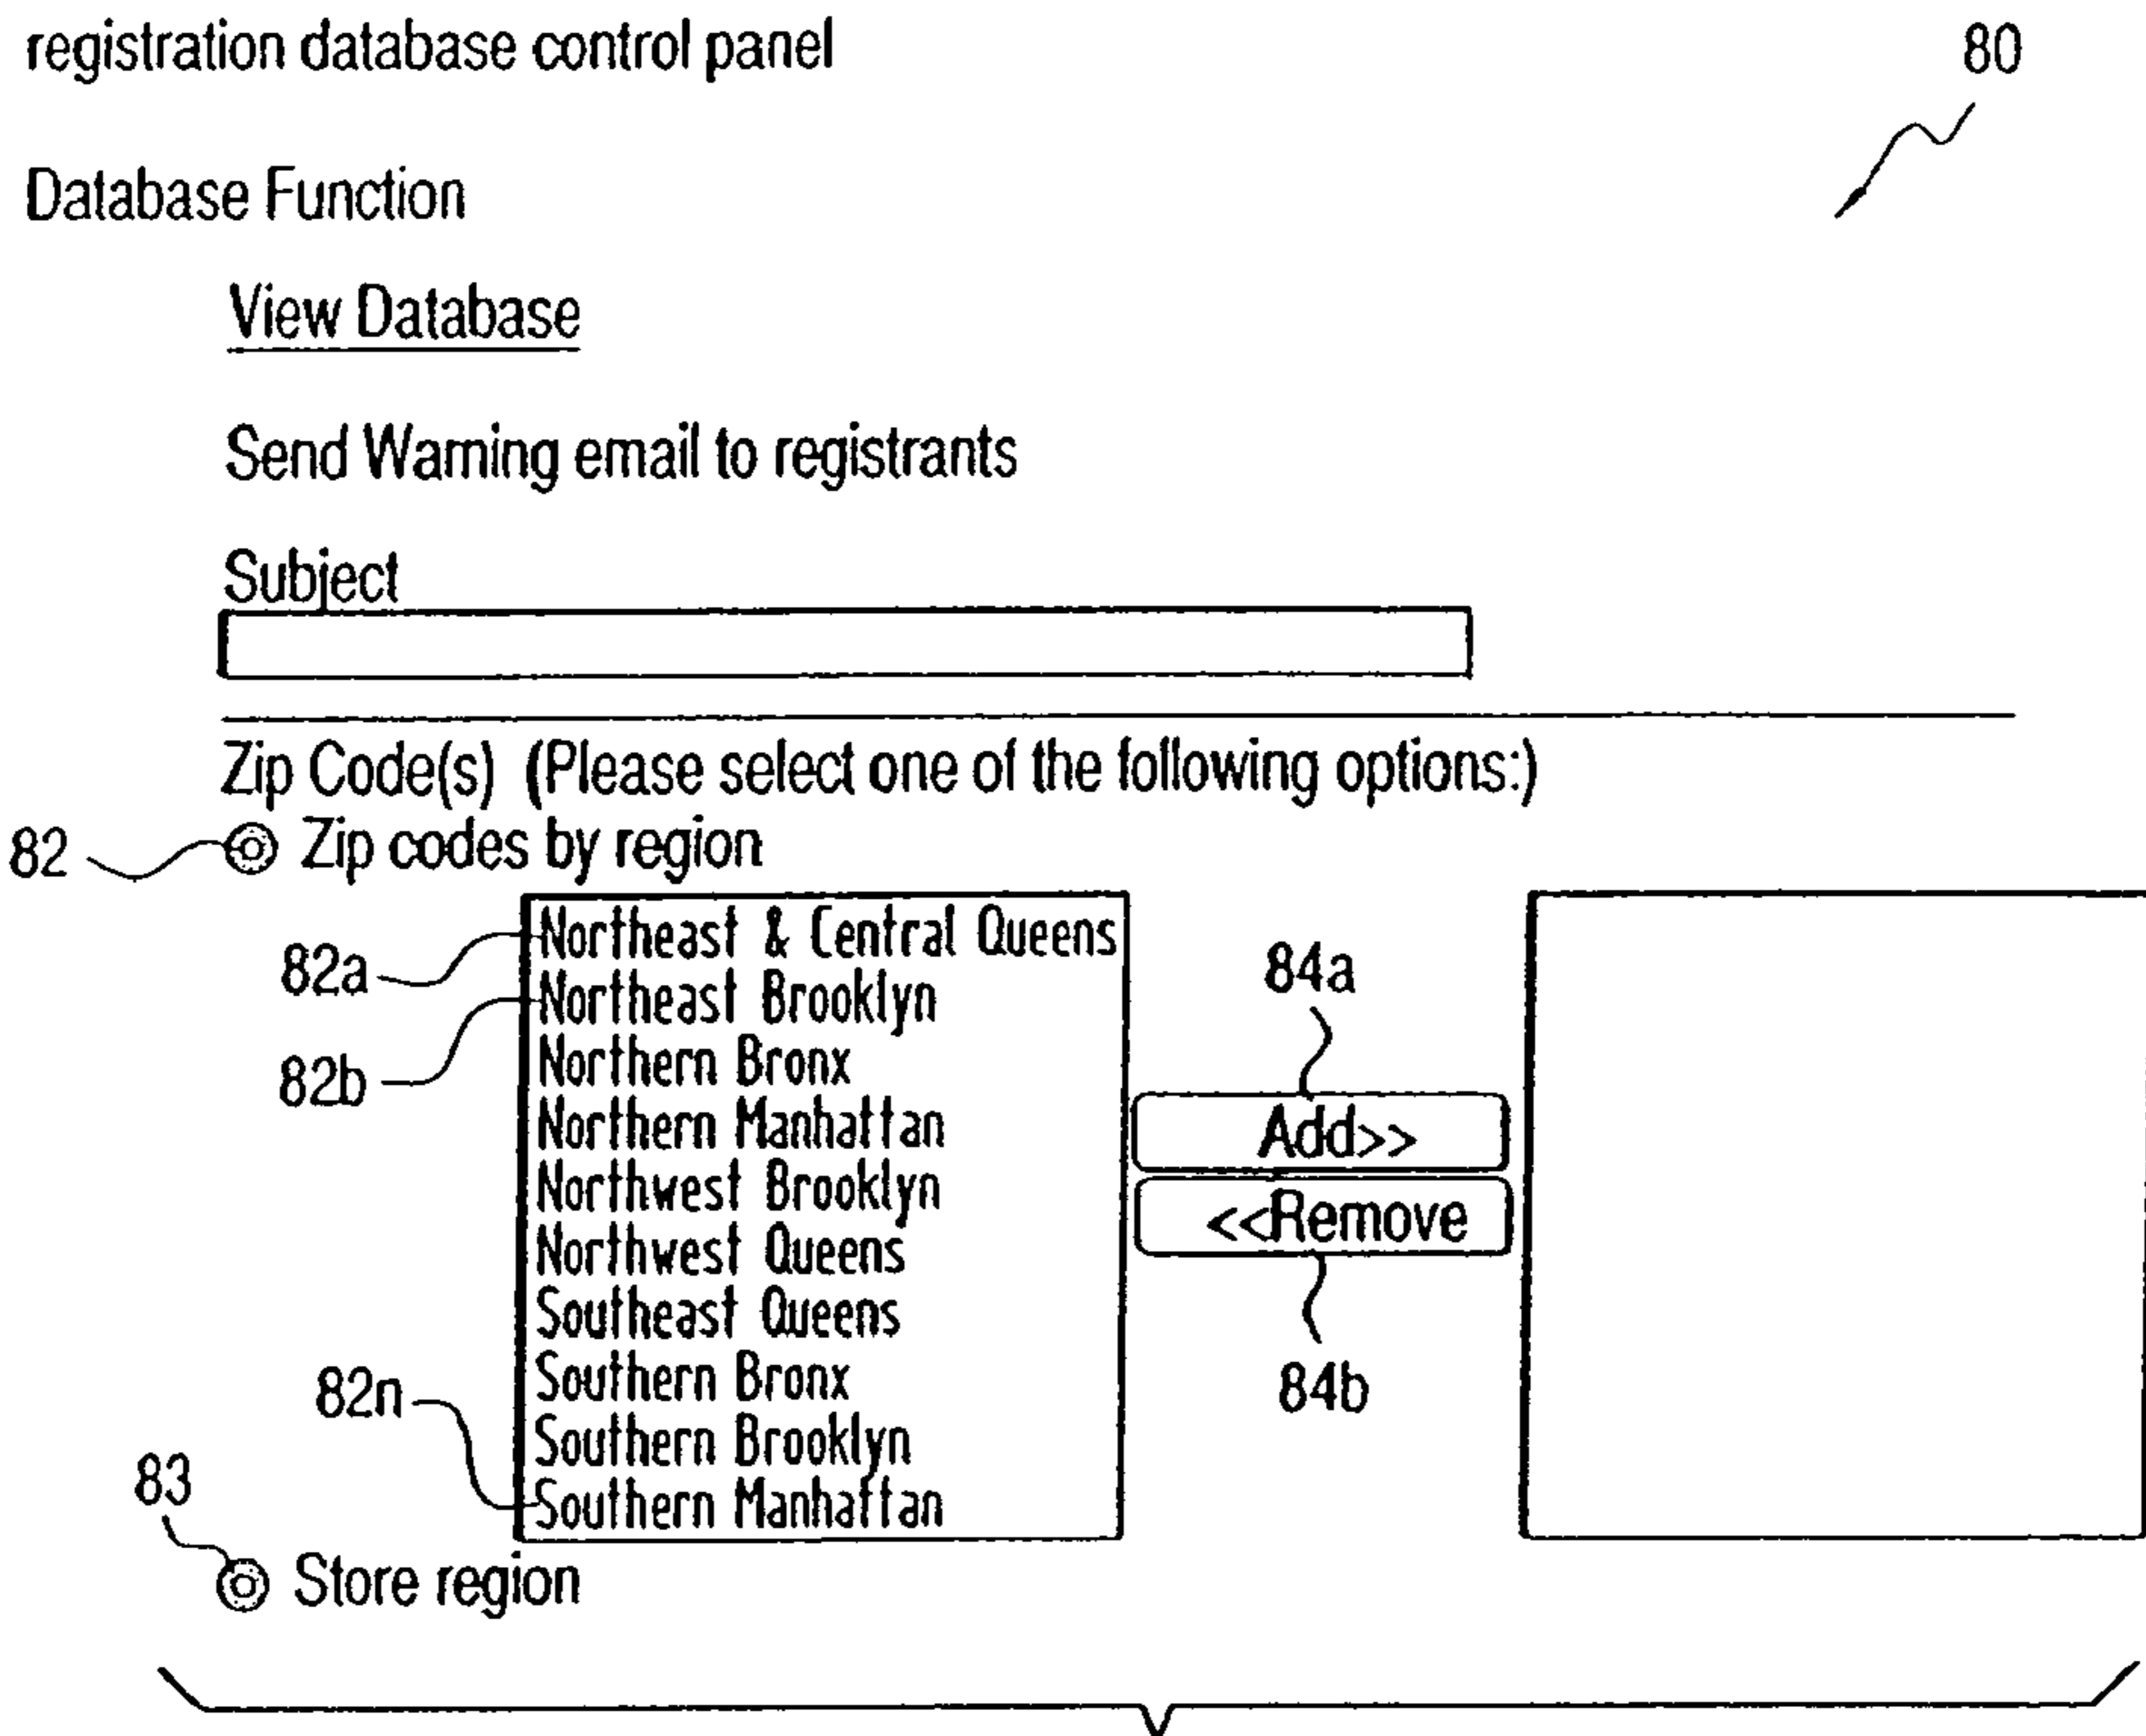 registration database control panel
80
Database Function
View Database
Send Warning email to registrants
Subject
Zip Code(s) (Please select one of the following options:)
82 Zip codes by region
82a Northeast & Central Queens
82b Northeast Brooklyn
Northern Bronx
Northern Manhattan
Northwest Brooklyn
Northwest Queens
Southeast Queens
Southern Bronx
82n Southern Brooklyn
Southern Manhattan
84a
Add>>
<<Remove
84b
83 Store region